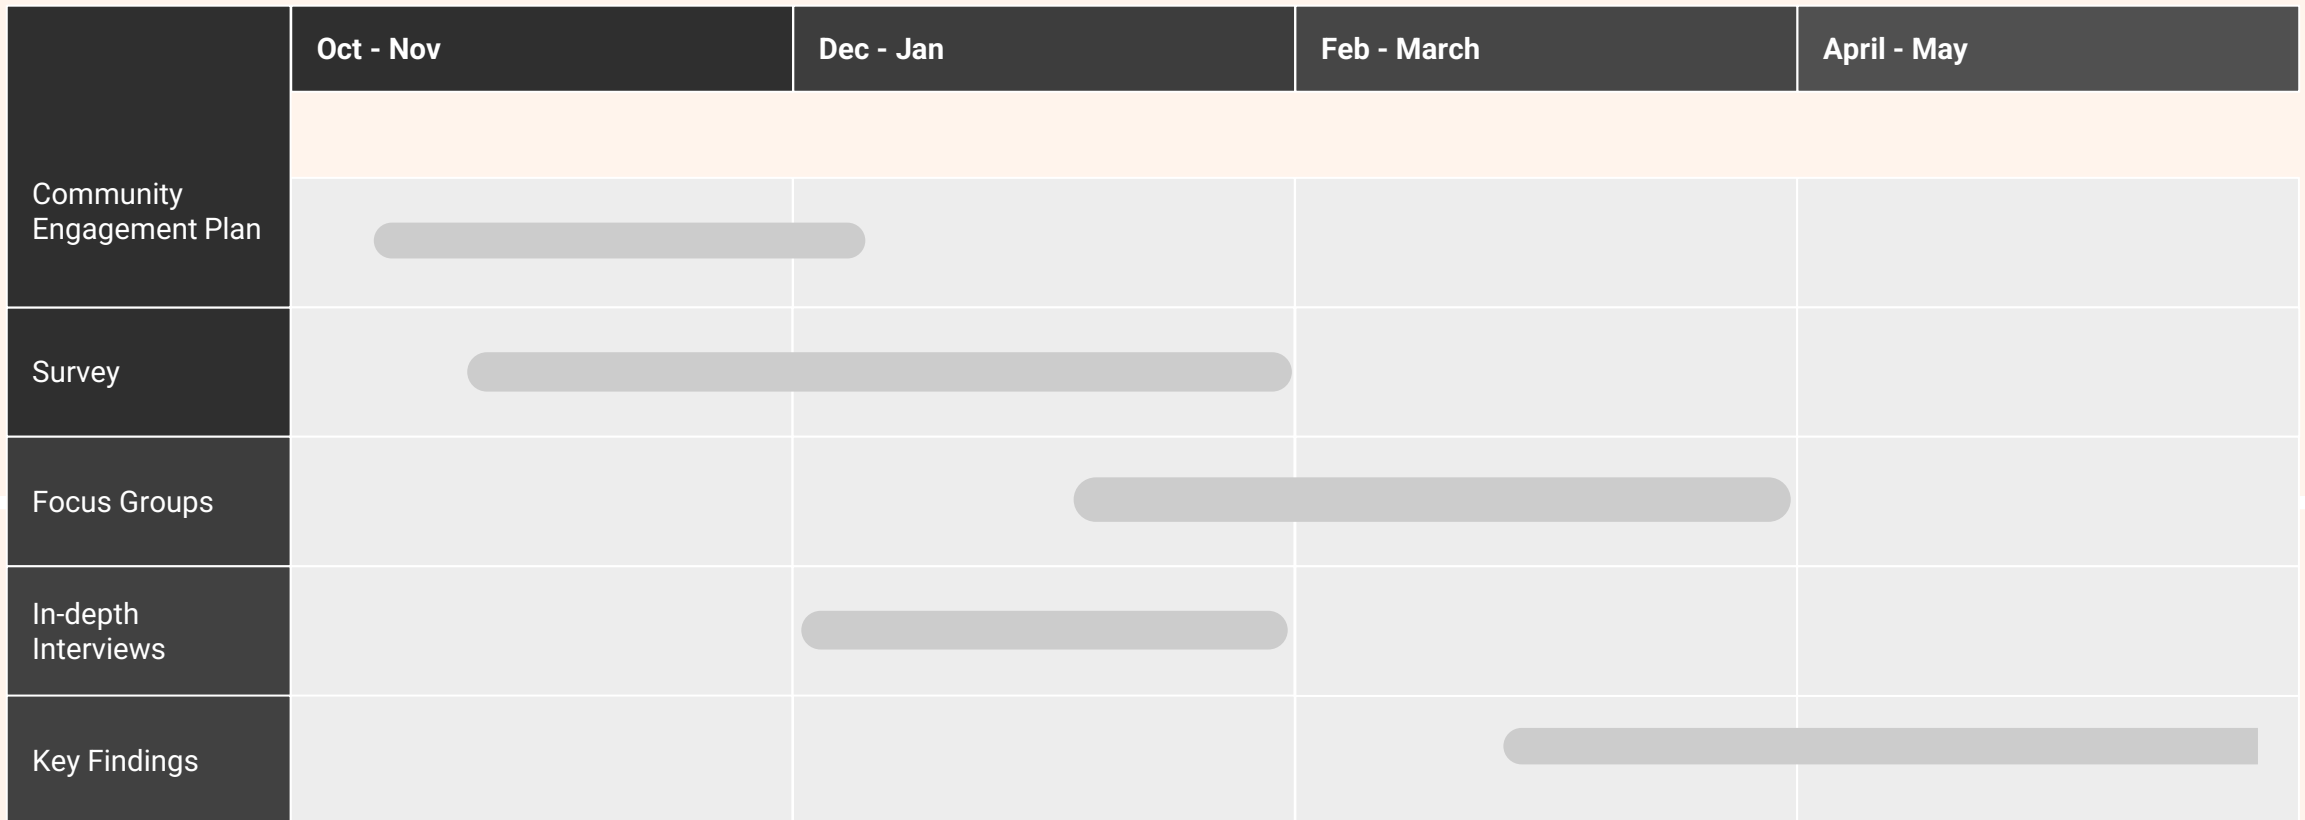 Oct - Nov
Dec - Jan
Feb - March
April - May
Community
Engagement Plan
Survey
Focus Groups
In-depth
Interviews
Key Findings